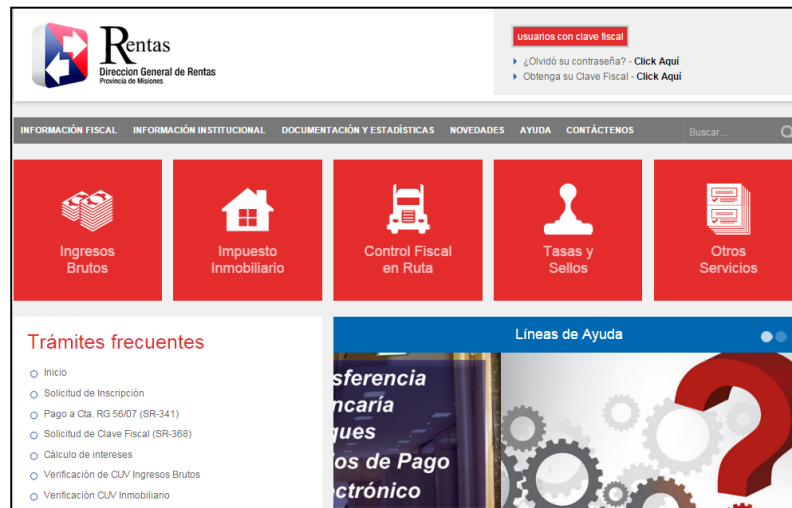 Rentas
Direccion General de Rentas
Provincia de Misiones
usuarios con clave fiscal
¿Olvidó su contraseña? - Click Aquí
Obtenga su Clave Fiscal - Click Aquí
INFORMACIÓN FISCAL INFORMACIÓN INSTITUCIONAL DOCUMENTACIÓN Y ESTADÍSTICAS NOVEDADES AYUDA CONTÁCTENOS Buscar...
Ingresos
Brutos
Impuesto
Inmobiliario
Control Fiscal
en Ruta
Tasas y
Sellos
Otros
Servicios
Trámites frecuentes
Inicio
Solicitud de Inscripción
Pago a Cta. RG 56/07 (SR-341)
Solicitud de Clave Fiscal (SR-368)
Cálculo de intereses
Verificación de CUV Ingresos Brutos
Verificación CUV Inmobiliario
Líneas de Ayuda
sferencia
ncaría
ques
ios de Pago
ctrónico